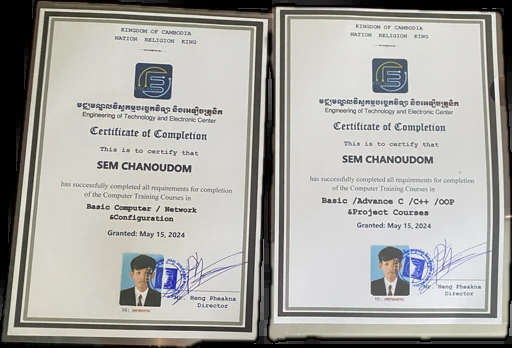 KINGDOM OF CAMBODIA
NATION RELIGION KING
មជ្ឈមណ្ឌលវិស្វកម្មបច្ចេកវិទ្យា និងអេឡិចត្រូនិក
Engineering of Technology and Electronic Center
Certificate of Completion
This is to certify that
SEM CHANOUDOM
has successfully completed all requirements for completion
of the Computer Training Courses in
Basic Computer / Network
&Configuration
Granted: May 15, 2024
Mr. Heng Pheakna
Director
KINGDOM OF CAMBODIA
NATION RELIGION KING
មជ្ឈមណ្ឌលវិស្វកម្មបច្ចេកវិទ្យា និងអេឡិចត្រូនិក
Engineering of Technology and Electronic Center
Certificate of Completion
This is to certify that
SEM CHANOUDOM
has successfully completed all requirements for completion
of the Computer Training Courses in
Basic /Advance C /C++ /OOP
&Project Courses
Granted: May 15, 2024
Mr. Heng Pheakna
Director